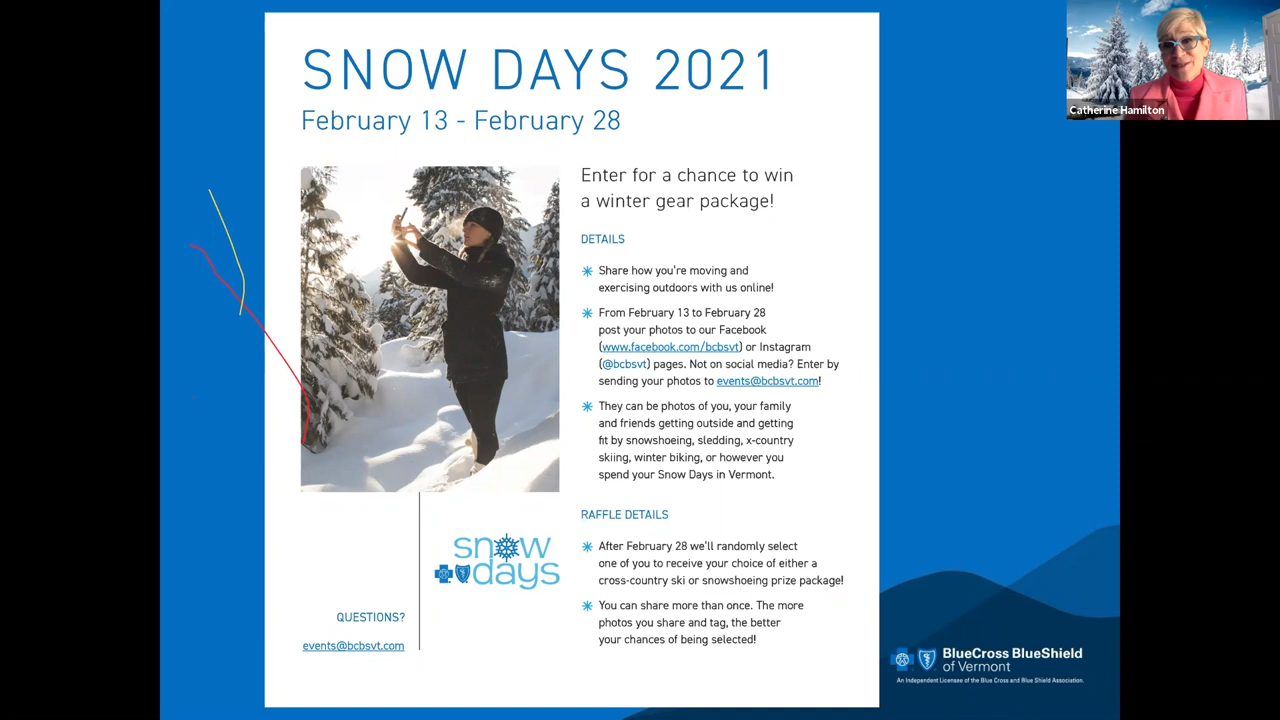 SNOW DAYS 2021
February 13 - February 28
Enter for a chance to win
a winter gear package!
DETAILS
Share how you're moving and
exercising outdoors with us online!
From February 13 to February 28
post your photos to our Facebook
(www.facebook.com/bcbsvt) or Instagram
(@bcbsvt) pages. Not on social media? Enter by
sending your photos to events@bcbsvt.com!
They can be photos of you, your family
and friends getting outside and getting
fit by snowshoeing, sledding, x-country
skiing, winter biking, or however you
spend your Snow Days in Vermont.
RAFFLE DETAILS
After February 28 we'll randomly select
one of you to receive your choice of either a
cross-country ski or snowshoeing prize package!
You can share more than once. The more
photos you share and tag, the better
your chances of being selected!
snow
days
QUESTIONS?
events@bcbsvt.com
BlueCross BlueShield
of Vermont
An Independent Licensee of the Blue Cross and Blue Shield Association.
Catherine Hamilton